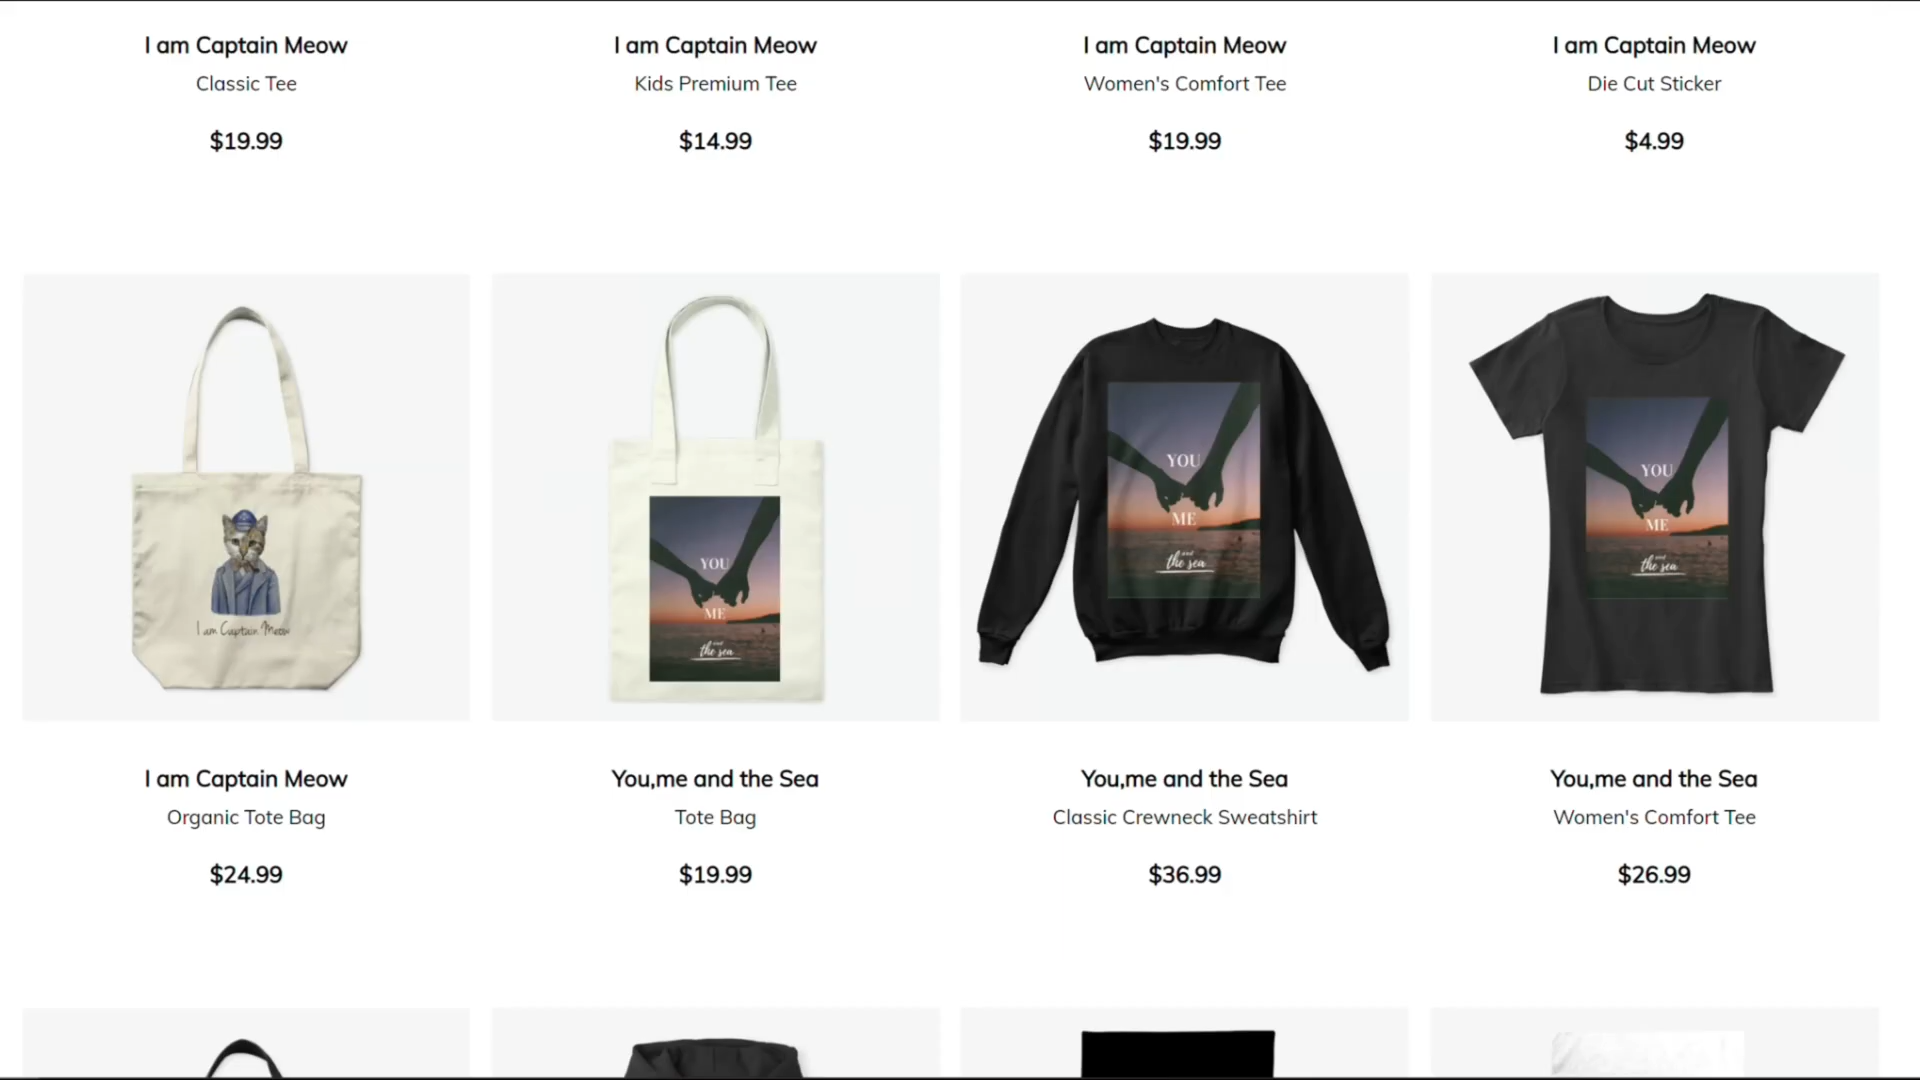 I am Captain Meow
Classic Tee
$19.99
I am Captain Meow
Kids Premium Tee
$14.99
I am Captain Meow
Women's Comfort Tee
$19.99
I am Captain Meow
Die Cut Sticker
$4.99
I am Captain Meow
YOU
ME
and
the sea
YOU
ME
and
the sea
YOU
ME
and
the sea
I am Captain Meow
Organic Tote Bag
$24.99
You,me and the Sea
Tote Bag
$19.99
You,me and the Sea
Classic Crewneck Sweatshirt
$36.99
You,me and the Sea
Women's Comfort Tee
$26.99